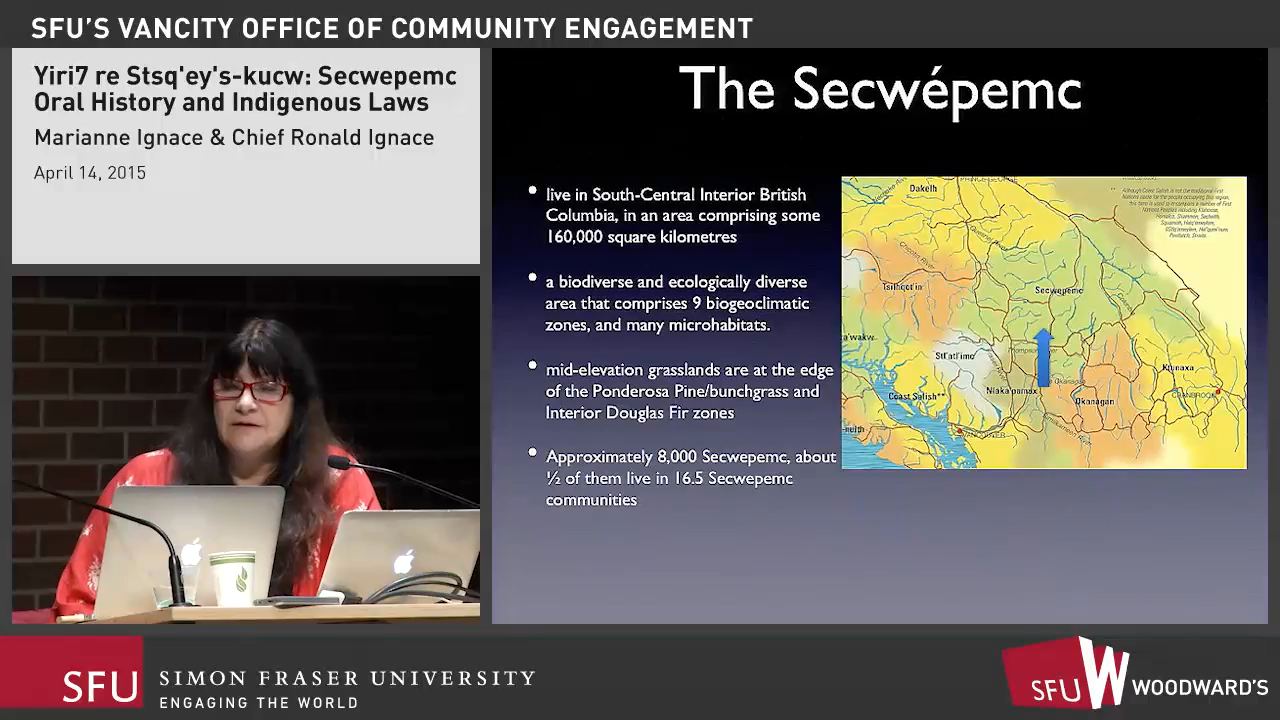 SFU'S VANCITY OFFICE OF COMMUNITY ENGAGEMENT
Yiri7 re Stsq'ey's-kucw: Secwepemc
Oral History and Indigenous Laws
Marianne Ignace & Chief Ronald Ignace
April 14, 2015
The Secwépemc
• live in South-Central Interior British
Columbia, in an area comprising some
160,000 square kilometres
• a biodiverse and ecologically diverse
area that comprises 9 biogeoclimatic
zones, and many microhabitats.
• mid-elevation grasslands are at the edge
of the Ponderosa Pine/bunchgrass and
Interior Douglas Fir zones
• Approximately 8,000 Secwepemc, about
½ of them live in 16.5 Secwepemc
communities
PRINCE GEORGE
Dakelh
Tsilhqot'in
Secwepemc
St'at'imc
Nlaka'pamax
Okanagan
Ktunaxa
CRANBROOK
Coast Salish**
VANCOUVER
SFU
SIMON FRASER UNIVERSITY
ENGAGING THE WORLD
SFU W WOODWARD'S